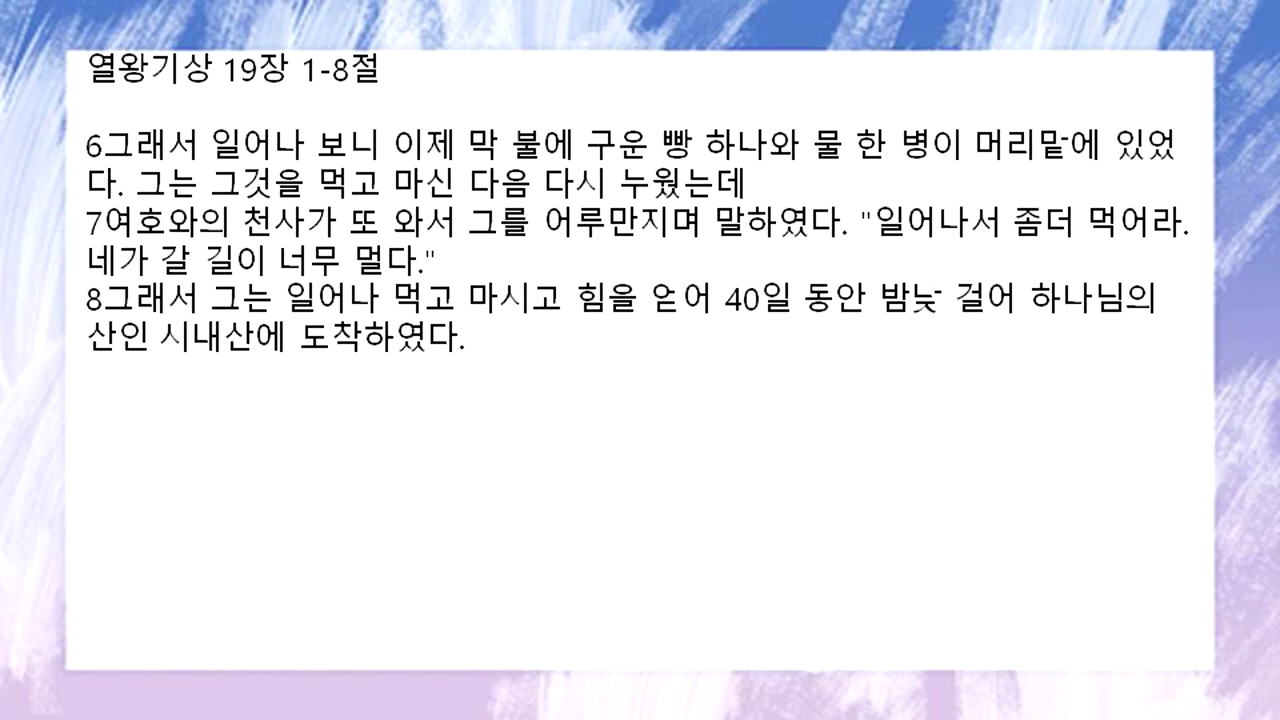 열왕기상 19장 1-8절
6그래서 일어나 보니 이제 막 불에 구운 빵 하나와 물 한 병이 머리맡에 있었
다. 그는 그것을 먹고 마신 다음 다시 누웠는데
7여호와의 천사가 또 와서 그를 어루만지며 말하였다. "일어나서 좀더 먹어라.
네가 갈 길이 너무 멀다."
8그래서 그는 일어나 먹고 마시고 힘을 얻어 40일 동안 밤낮 걸어 하나님의
산인 시내산에 도착하였다.